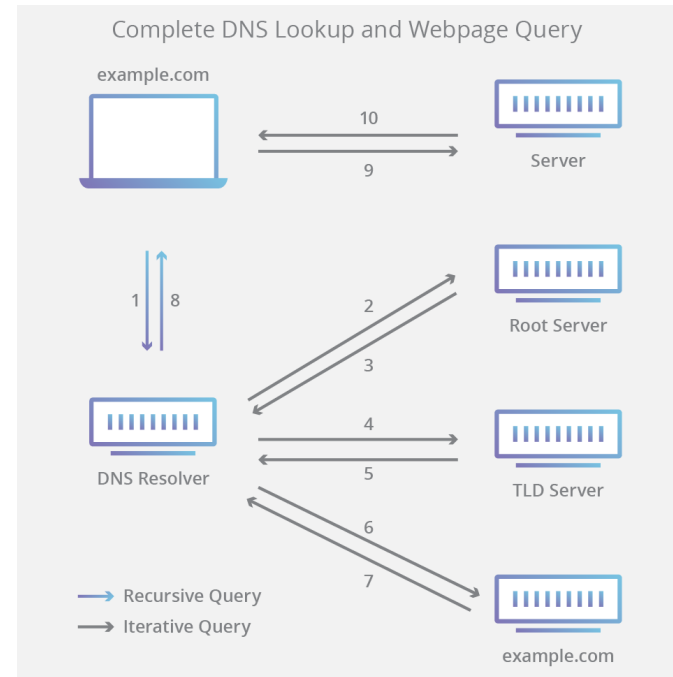 Complete DNS Lookup and Webpage Query
example.com
10
9
Server
1
8
2
3
Root Server
4
5
DNS Resolver
TLD Server
6
7
Recursive Query
Iterative Query
example.com